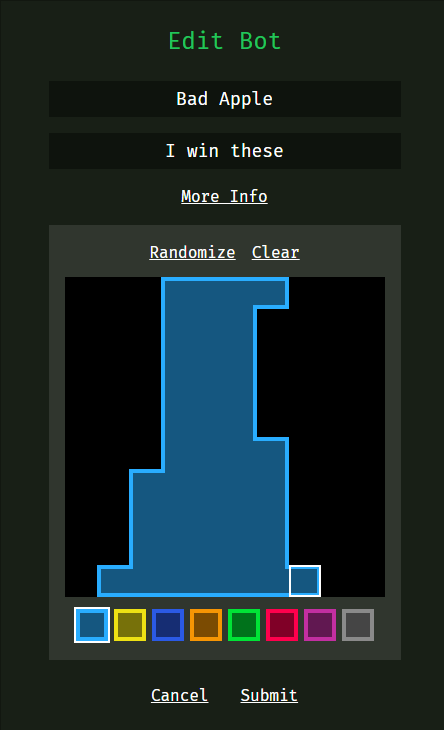 Edit Bot
Bad Apple
I win these
More Info
Randomize Clear
Cancel Submit